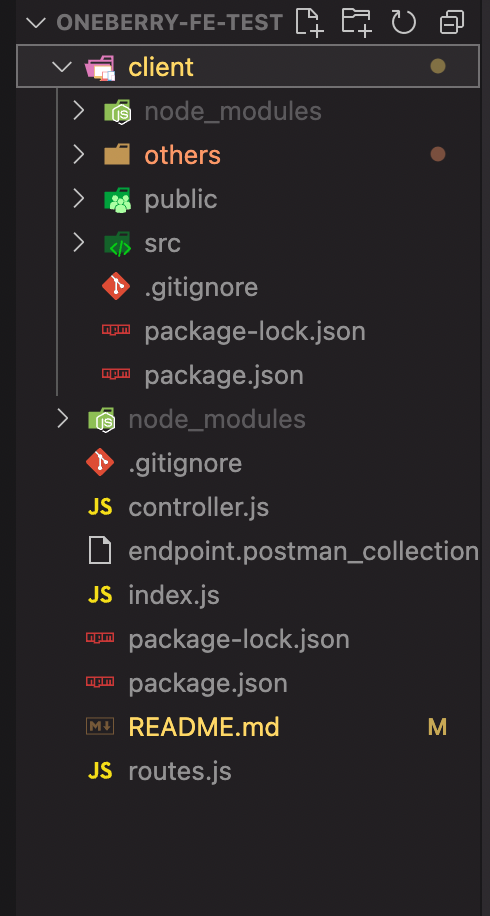 ONEBERRY-FE-TEST
client
node_modules
others
public
src
.gitignore
package-lock.json
package.json
node_modules
.gitignore
JS controller.js
endpoint.postman_collection
JS index.js
package-lock.json
package.json
README.md M
JS routes.js